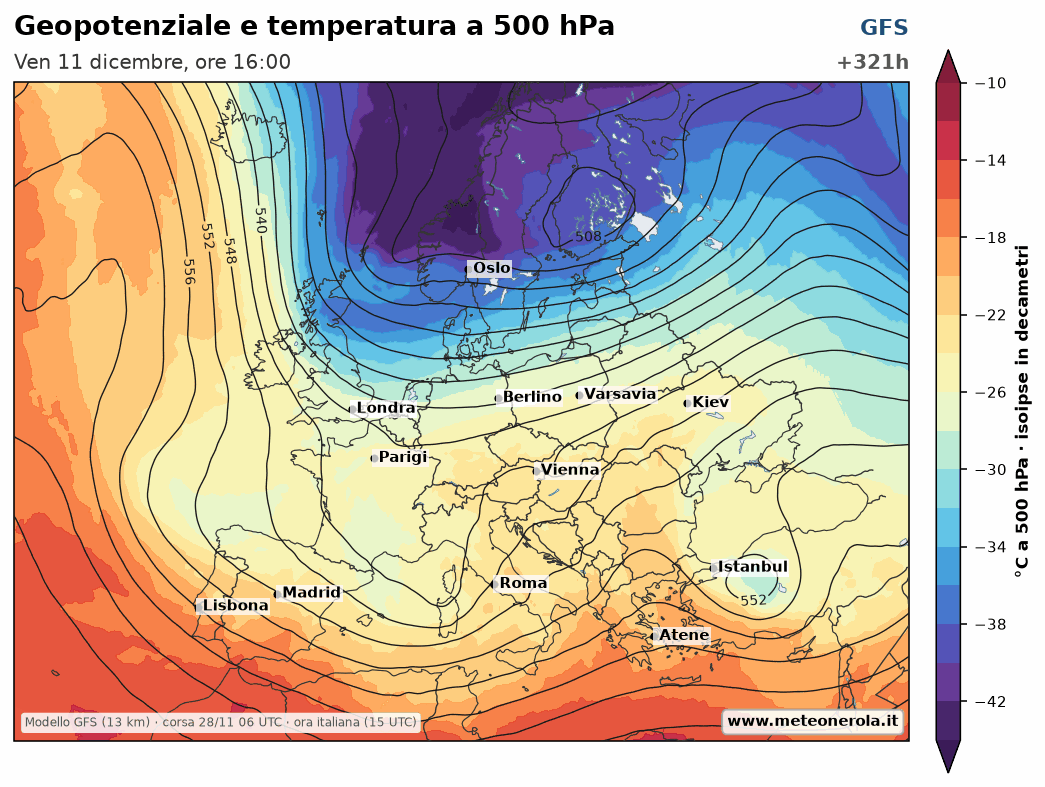 Geopotenziale e temperatura a 500 hPa
GFS
Ven 11 dicembre, ore 16:00
+321h
−10
−14
−18
−22
−26
−30
−34
−38
−42
°C a 500 hPa · isoipse in decametri
540
552
548
556
508
Oslo
Berlino
Varsavia
Londra
Kiev
Parigi
Vienna
Istanbul
Roma
Madrid
552
Lisbona
Atene
Modello GFS (13 km) · corsa 28/11 06 UTC · ora italiana (15 UTC)
www.meteonerola.it